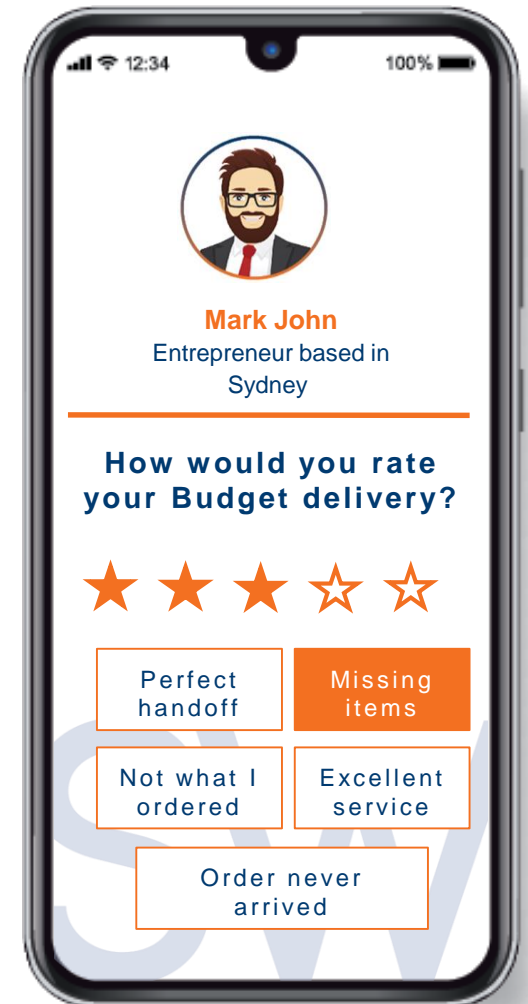 12:34
100%
Mark John
Entrepreneur based in
Sydney
How would you rate
your Budget delivery?
Perfect
handoff
Missing
items
Not what I
ordered
Excellent
service
Order never
arrived
SW